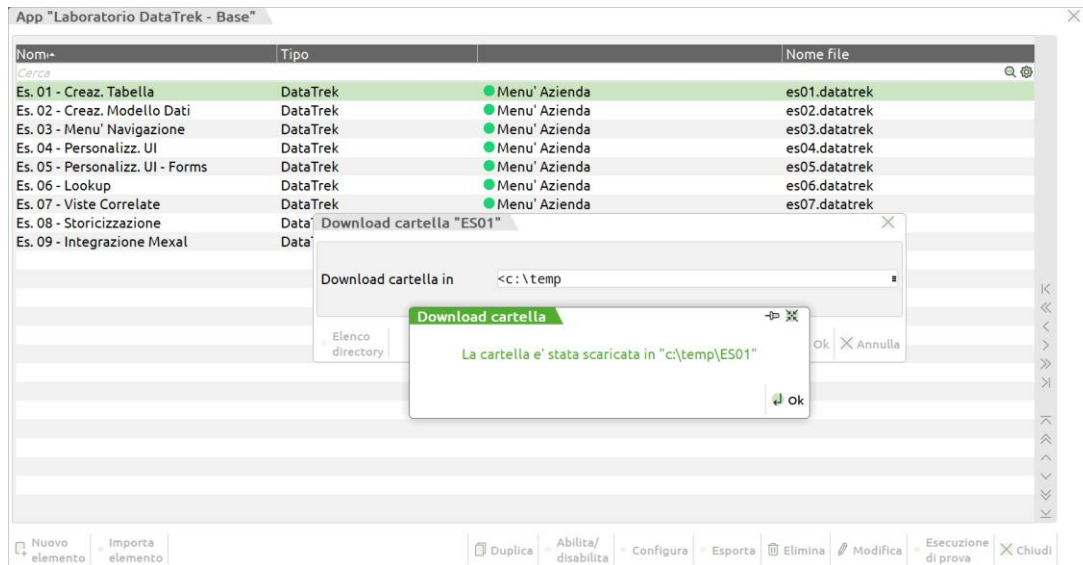 App "Laboratorio DataTrek - Base"
Nom Tipo Nome file
Cerca
Es. 01 - Creaz. Tabella DataTrek Menu' Azienda es01.datatrek
Es. 02 - Creaz. Modello Dati DataTrek Menu' Azienda es02.datatrek
Es. 03 - Menu' Navigazione DataTrek Menu' Azienda es03.datatrek
Es. 04 - Personalizz. UI DataTrek Menu' Azienda es04.datatrek
Es. 05 - Personalizz. UI - Forms DataTrek Menu' Azienda es05.datatrek
Es. 06 - Lookup DataTrek Menu' Azienda es06.datatrek
Es. 07 - Viste Correlate DataTrek Menu' Azienda es07.datatrek
Es. 08 - Storicizzazione Data
Es. 09 - Integrazione Mexal Data
Download cartella "ES01"
Download cartella in <c:\temp
Elenco directory Ok Annulla
Download cartella
La cartella e' stata scaricata in "c:\temp\ES01"
Ok
Nuovo elemento Importa elemento Duplica Abilita/ disabilita Configura Esporta Elimina Modifica Esecuzione di prova Chiudi